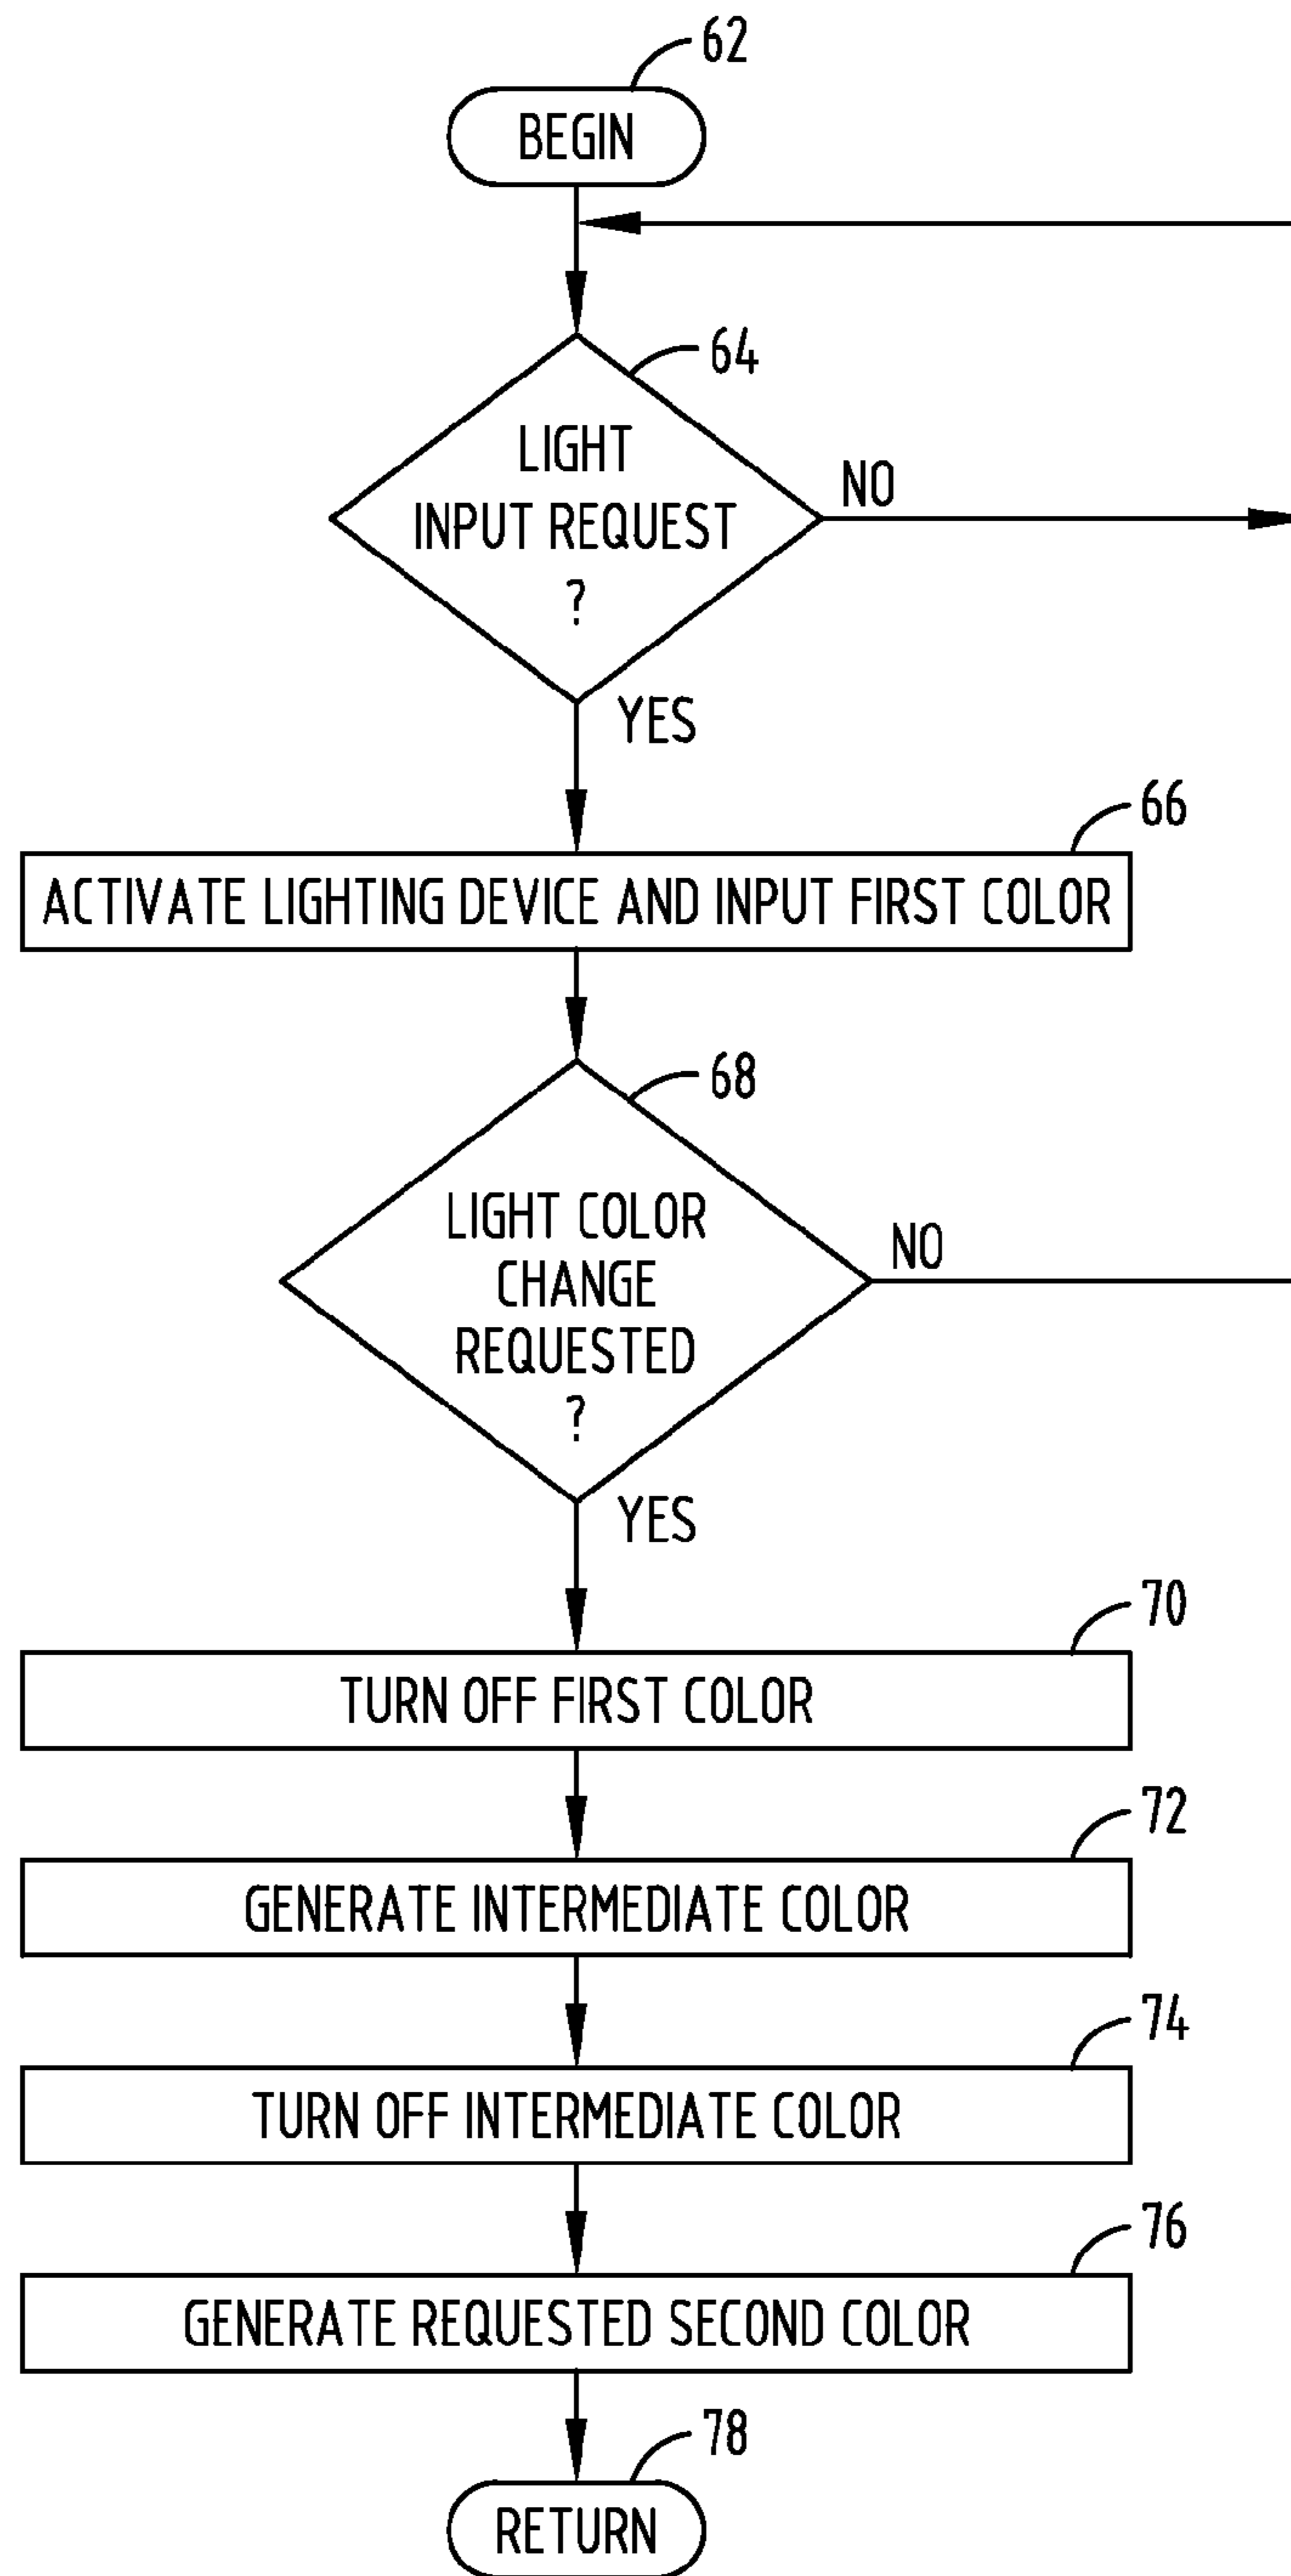 62
BEGIN
64
LIGHT
INPUT REQUEST
?
NO
YES
66
ACTIVATE LIGHTING DEVICE AND INPUT FIRST COLOR
68
LIGHT COLOR
CHANGE
REQUESTED
?
NO
YES
70
TURN OFF FIRST COLOR
72
GENERATE INTERMEDIATE COLOR
74
TURN OFF INTERMEDIATE COLOR
76
GENERATE REQUESTED SECOND COLOR
78
RETURN